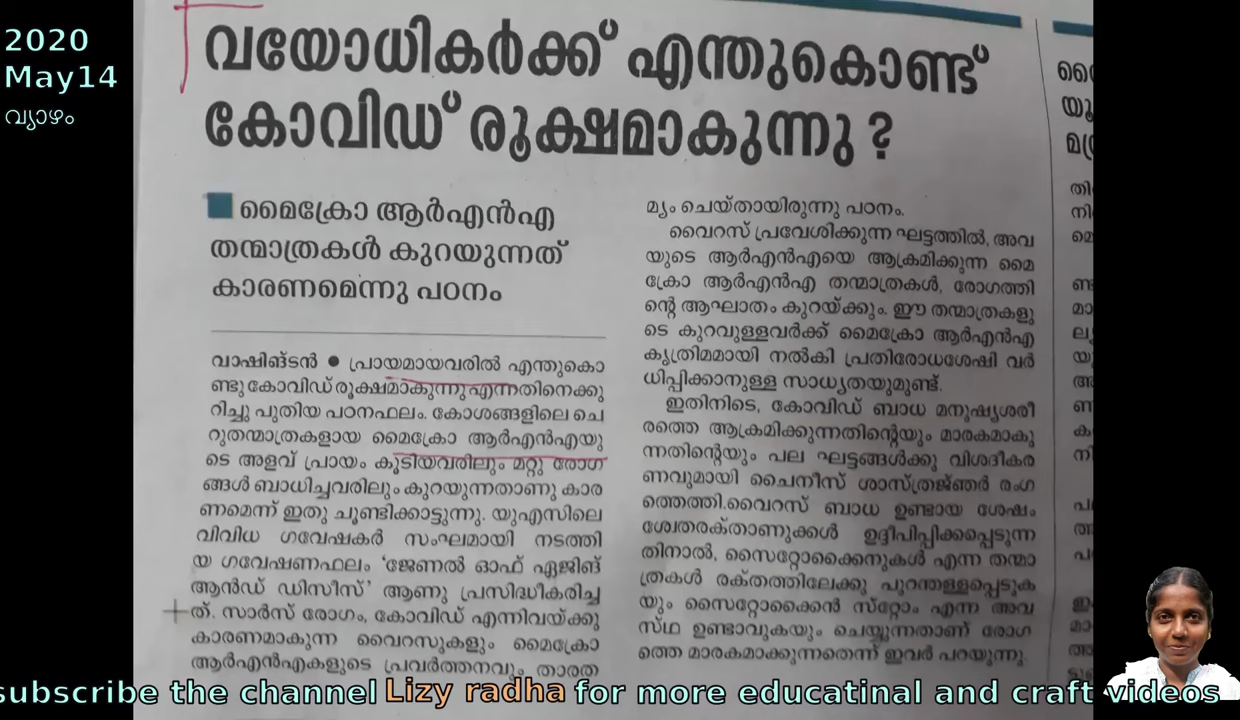 2020
May14
വ്യാഴം
വയോധികർക്ക് എന്തുകൊണ്ട്
കോവിഡ് രൂക്ഷമാകുന്നു ?
മൈക്രോ ആർഎൻഎ
തന്മാത്രകൾ കുറയുന്നത്
കാരണമെന്നു പഠനം
വാഷിങ്ടൻ ● പ്രായമായവരിൽ എന്തുകൊ
ണ്ടു കോവിഡ് രൂക്ഷമാകുന്നു എന്നതിനെക്കു
റിച്ചു പുതിയ പഠനഫലം. കോശങ്ങളിലെ ചെ
റുതന്മാത്രകളായ മൈക്രോ ആർഎൻഎയു
ടെ അളവ് പ്രായം കൂടിയവരിലും മറ്റു രോഗ
ങ്ങൾ ബാധിച്ചവരിലും കുറയുന്നതാണു കാര
ണമെന്ന് ഇതു ചൂണ്ടിക്കാട്ടുന്നു. യുഎസിലെ
വിവിധ ഗവേഷകർ സംഘമായി നടത്തി
യ ഗവേഷണഫലം ‘ജേണൽ ഓഫ് ഏജിങ്
ആൻഡ് ഡിസീസ്’ ആണു പ്രസിദ്ധീകരിച്ച
ത്. സാർസ് രോഗം, കോവിഡ് എന്നിവയ്ക്കു
കാരണമാകുന്ന വൈറസുകളും മൈക്രോ
ആർഎൻഎകളുടെ പ്രവർത്തനവും താരത
മ്യം ചെയ്തായിരുന്നു പഠനം.
വൈറസ് പ്രവേശിക്കുന്ന ഘട്ടത്തിൽ, അവ
യുടെ ആർഎൻഎയെ ആക്രമിക്കുന്ന മൈ
ക്രോ ആർഎൻഎ തന്മാത്രകൾ, രോഗത്തി
ന്റെ ആഘാതം കുറയ്ക്കും. ഈ തന്മാത്രകളു
ടെ കുറവുള്ളവർക്ക് മൈക്രോ ആർഎൻഎ
കൃത്രിമമായി നൽകി പ്രതിരോധശേഷി വർ
ധിപ്പിക്കാനുള്ള സാധ്യതയുമുണ്ട്.
ഇതിനിടെ, കോവിഡ് ബാധ മനുഷ്യശരീ
രത്തെ ആക്രമിക്കുന്നതിന്റെയും മാരകമാകു
ന്നതിന്റെയും പല ഘട്ടങ്ങൾക്കു വിശദീകര
ണവുമായി ചൈനീസ് ശാസ്ത്രജ്ഞർ രംഗ
ത്തെത്തി.വൈറസ് ബാധ ഉണ്ടായ ശേഷം
ശ്വേതരക്താണുക്കൾ ഉദ്ദീപിപ്പിക്കപ്പെടുന്ന
തിനാൽ, സൈറ്റോക്കൈനുകൾ എന്ന തന്മാ
ത്രകൾ രക്തത്തിലേക്കു പുറന്തള്ളപ്പെടുക
യും സൈറ്റോക്കൈൻ സ്റ്റോം എന്ന അവ
സ്ഥ ഉണ്ടാവുകയും ചെയ്യുന്നതാണ് രോഗ
ത്തെ മാരകമാക്കുന്നതെന്ന് ഇവർ പറയുന്നു.
subscribe the channel Lizy radha for more educatinal and craft videos